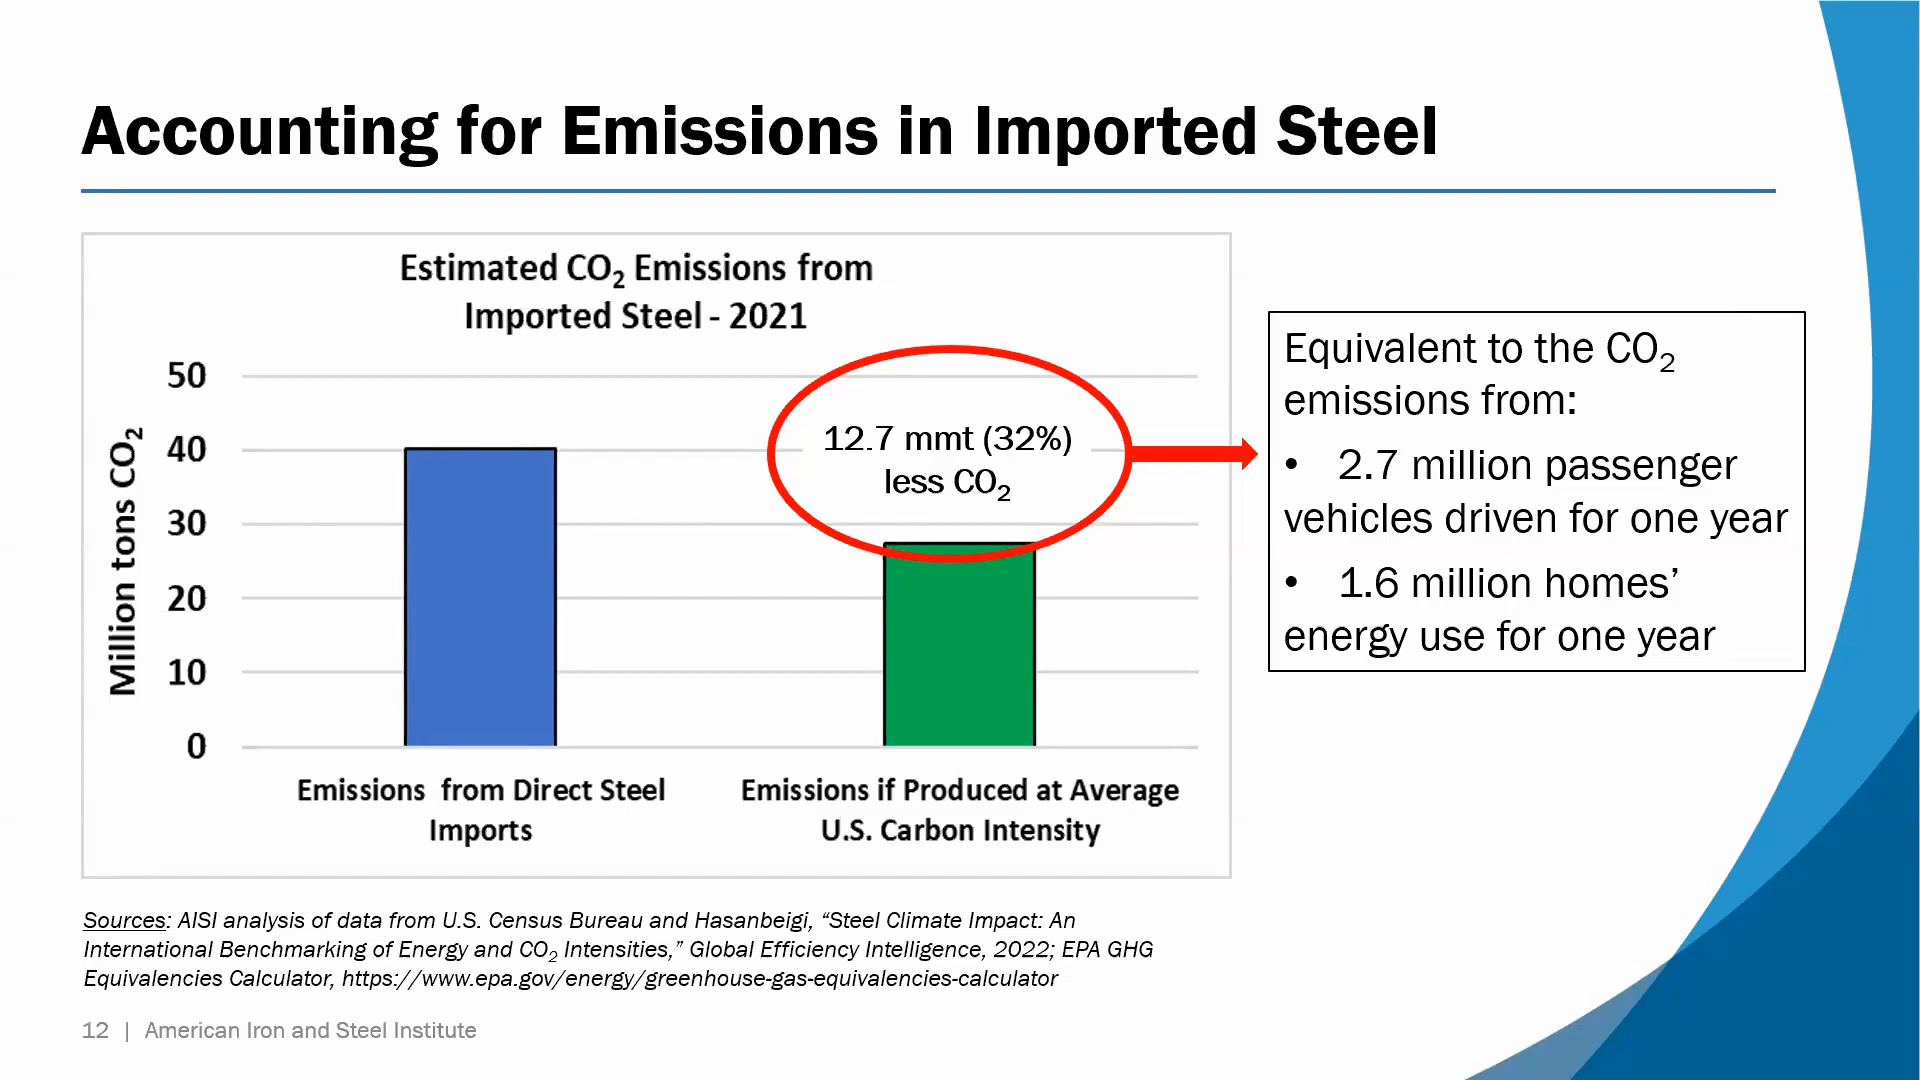 Accounting for Emissions in Imported Steel
Estimated CO₂ Emissions from
Imported Steel - 2021
Million tons CO₂
50
40
30
20
10
0
12.7 mmt (32%)
less CO₂
Emissions from Direct Steel
Imports
Emissions if Produced at Average
U.S. Carbon Intensity
Equivalent to the CO₂
emissions from:
• 2.7 million passenger
vehicles driven for one year
• 1.6 million homes’
energy use for one year
Sources: AISI analysis of data from U.S. Census Bureau and Hasanbeigi, “Steel Climate Impact: An
International Benchmarking of Energy and CO₂ Intensities,” Global Efficiency Intelligence, 2022; EPA GHG
Equivalencies Calculator, https://www.epa.gov/energy/greenhouse-gas-equivalencies-calculator
12 | American Iron and Steel Institute